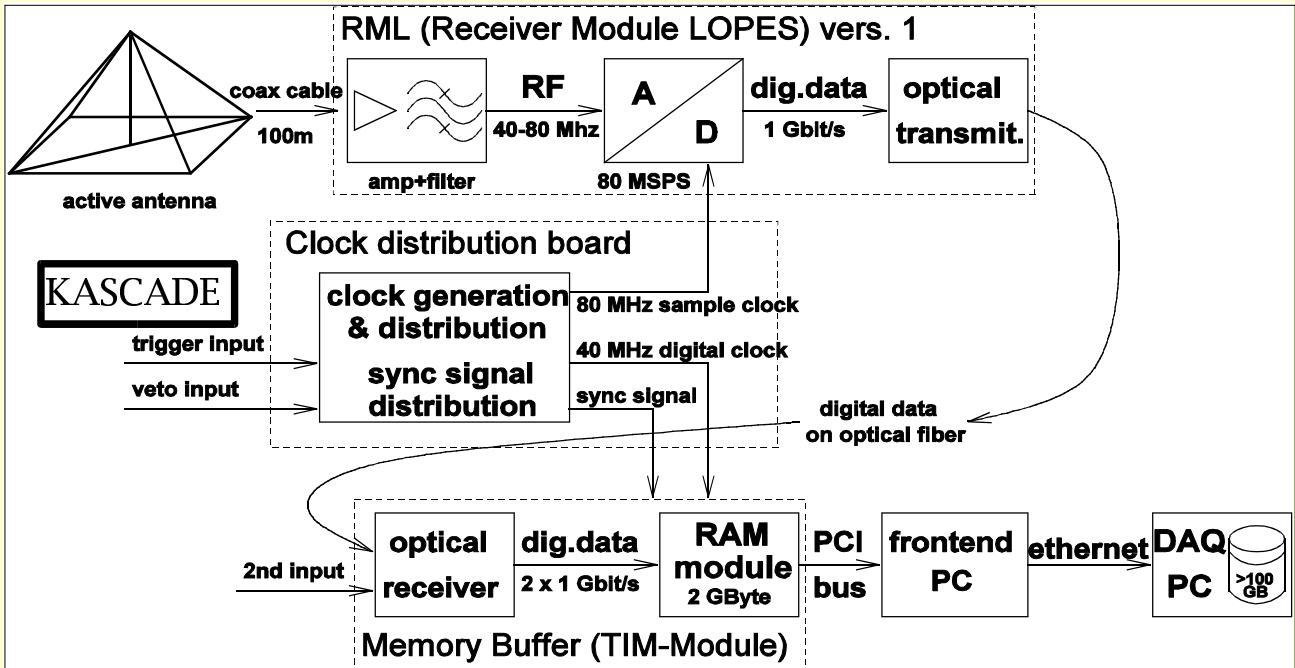 RML (Receiver Module LOPES) vers. 1
coax cable
100m
active antenna
amp+filter
RF
40-80 Mhz
A
D
80 MSPS
dig.data
1 Gbit/s
optical
transmit.
Clock distribution board
KASCADE
trigger input
veto input
clock generation
& distribution
sync signal
distribution
80 MHz sample clock
40 MHz digital clock
sync signal
digital data
on optical fiber
2nd input
optical
receiver
dig.data
2 x 1 Gbit/s
RAM
module
2 GByte
Memory Buffer (TIM-Module)
PCI
bus
frontend
PC
ethernet
DAQ
PC
>100
GB